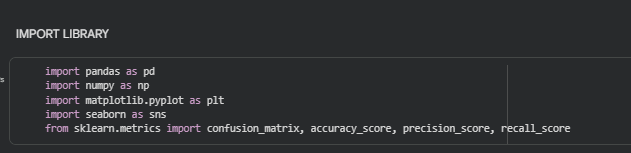 IMPORT LIBRARY
s
import pandas as pd
import numpy as np
import matplotlib.pyplot as plt
import seaborn as sns
from sklearn.metrics import confusion_matrix, accuracy_score, precision_score, recall_score